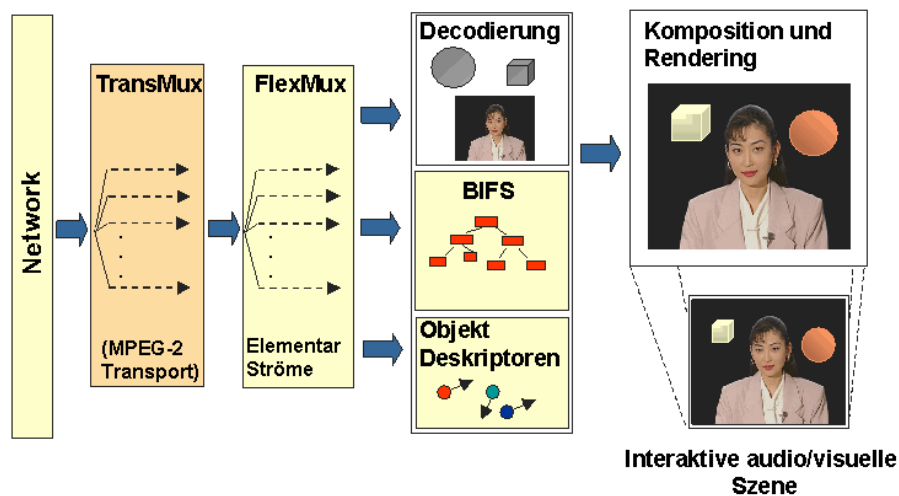 Network
TransMux
(MPEG-2
Transport)
FlexMux
Elementar
Ströme
Decodierung
BIFS
Objekt
Deskriptoren
Komposition und
Rendering
Interaktive audio/visuelle
Szene